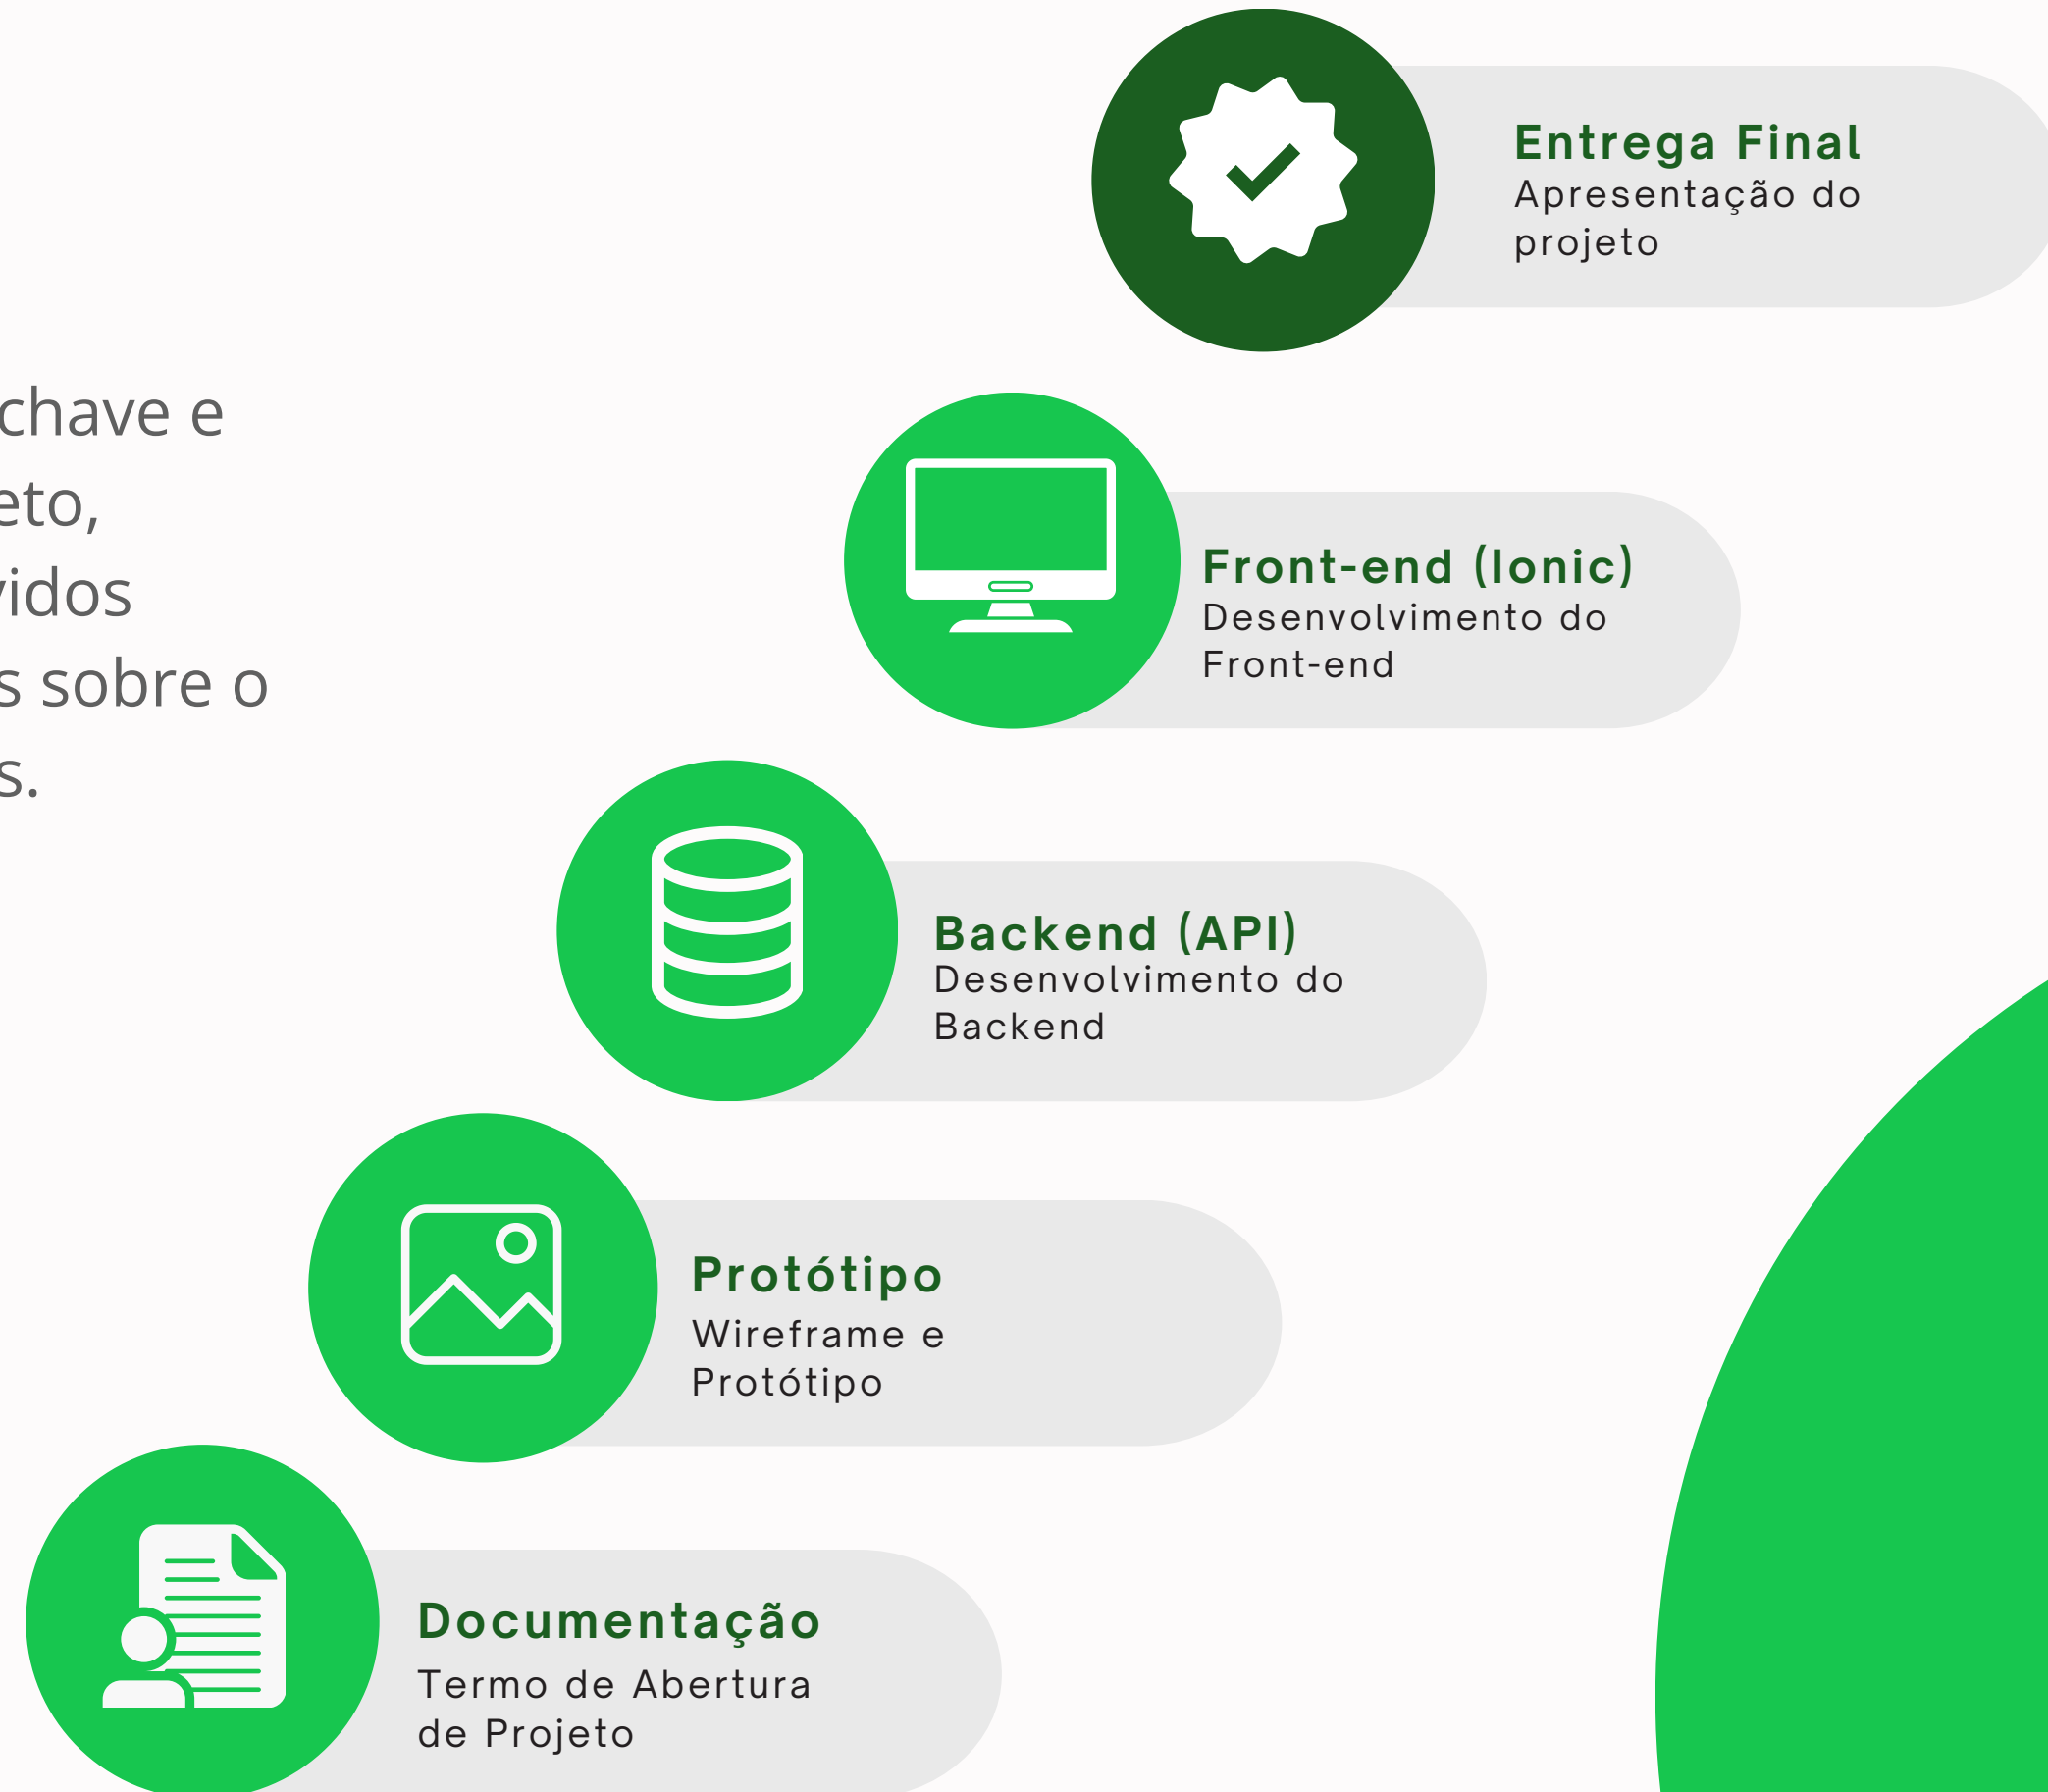 Entrega Final
Apresentação do
projeto
chave e
eto,
vidos
s sobre o
s.
Front-end (Ionic)
Desenvolvimento do
Front-end
Backend (API)
Desenvolvimento do
Backend
Protótipo
Wireframe e
Protótipo
Documentação
Termo de Abertura
de Projeto